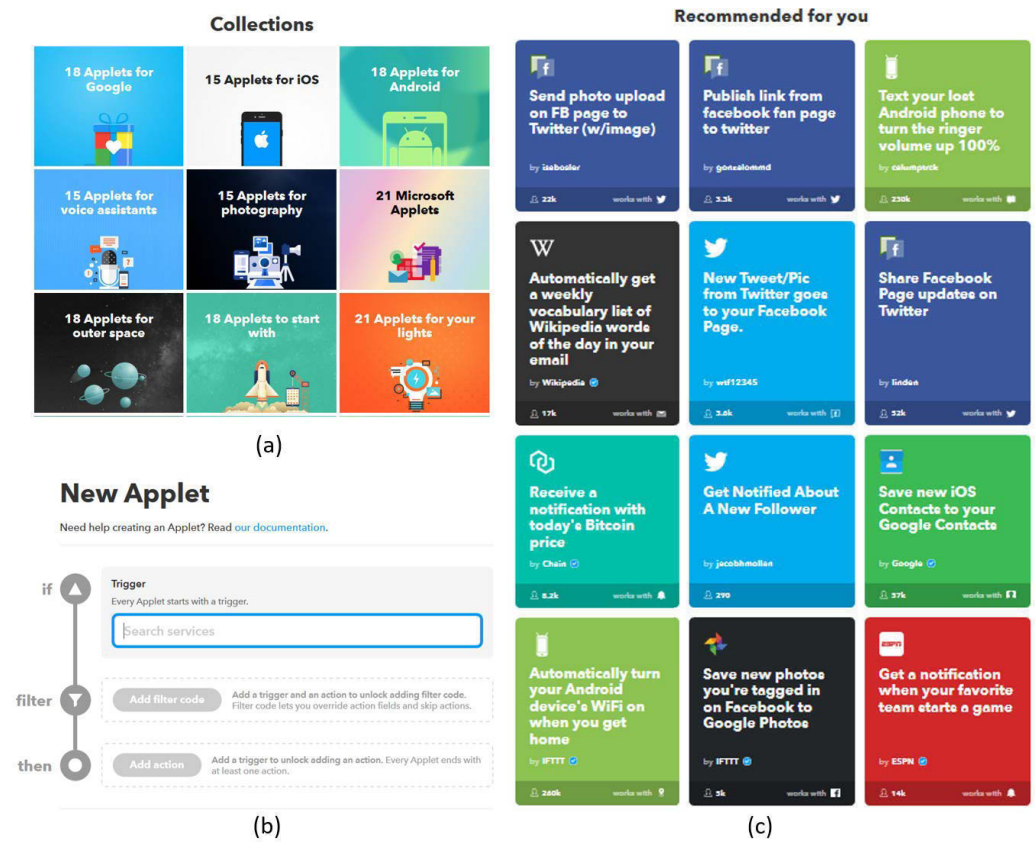 Collections
18 Applets for
Google
15 Applets for iOS
18 Applets for
Android
15 Applets for
voice assistants
15 Applets for
photography
21 Microsoft
Applets
18 Applets for
outer space
18 Applets to start
with
21 Applets for your
lights
(a)
New Applet
Need help creating an Applet? Read our documentation.
if
Trigger
Every Applet starts with a trigger.
Search services
filter
Add filter code
Add a trigger and an action to unlock adding filter code.
Filter code lets you override action fields and skip actions.
then
Add action
Add a trigger to unlock adding an action. Every Applet ends with
at least one action.
(b)
Recommended for you
Send photo upload
on FB page to
Twitter (w/image)
by
22k works with
Publish link from
facebook fan page
to twitter
by gonzalommd
3.3k works with
Text your lost
Android phone to
turn the ringer
volume up 100%
by calumptrck
230k works with
W
Automatically get
a weekly
vocabulary list of
Wikipedia words
of the day in your
email
by Wikipedia
17k works with
New Tweet/Pic
from Twitter goes
to your Facebook
Page.
by wtf12345
works with
Share Facebook
Page updates on
Twitter
by linden
52k works with
Receive a
notification with
today's Bitcoin
price
by Chain
8.2k works with
Get Notified About
A New Follower
by
290
Save new iOS
Contacts to your
Google Contacts
by Google
57k works with
Automatically turn
your Android
device's WiFi on
when you get
home
by IFTTT
260k works with
Save new photos
you're tagged in
on Facebook to
Google Photos
by IFTTT
5k works with
ESPN
Get a notification
when your favorite
team starts a game
by ESPN
14k works with
(c)